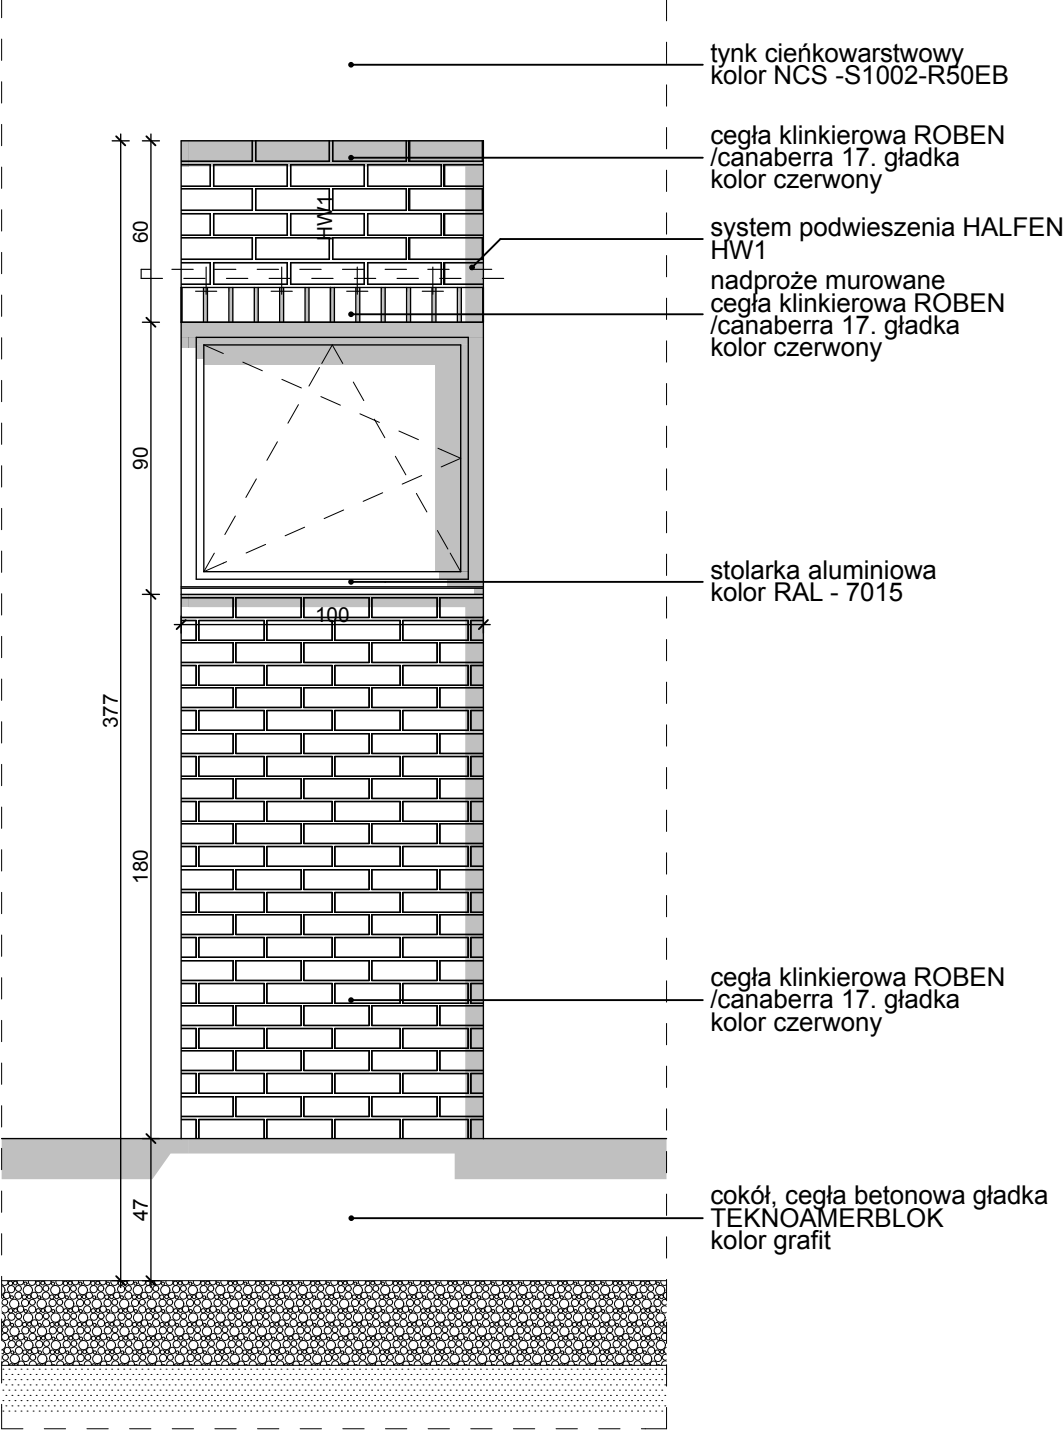 tynk cieńkowarstwowy
kolor NCS -S1002-R50EB
cegła klinkierowa ROBEN
/canaberra 17. gładka
kolor czerwony
system podwieszenia HALFEN
HW1
nadproże murowane
cegła klinkierowa ROBEN
/canaberra 17. gładka
kolor czerwony
HW1
60
90
stolarka aluminiowa
kolor RAL - 7015
100
377
180
cegła klinkierowa ROBEN
/canaberra 17. gładka
kolor czerwony
47
cokół, cegła betonowa gładka
TEKNOAMERBLOK
kolor grafit